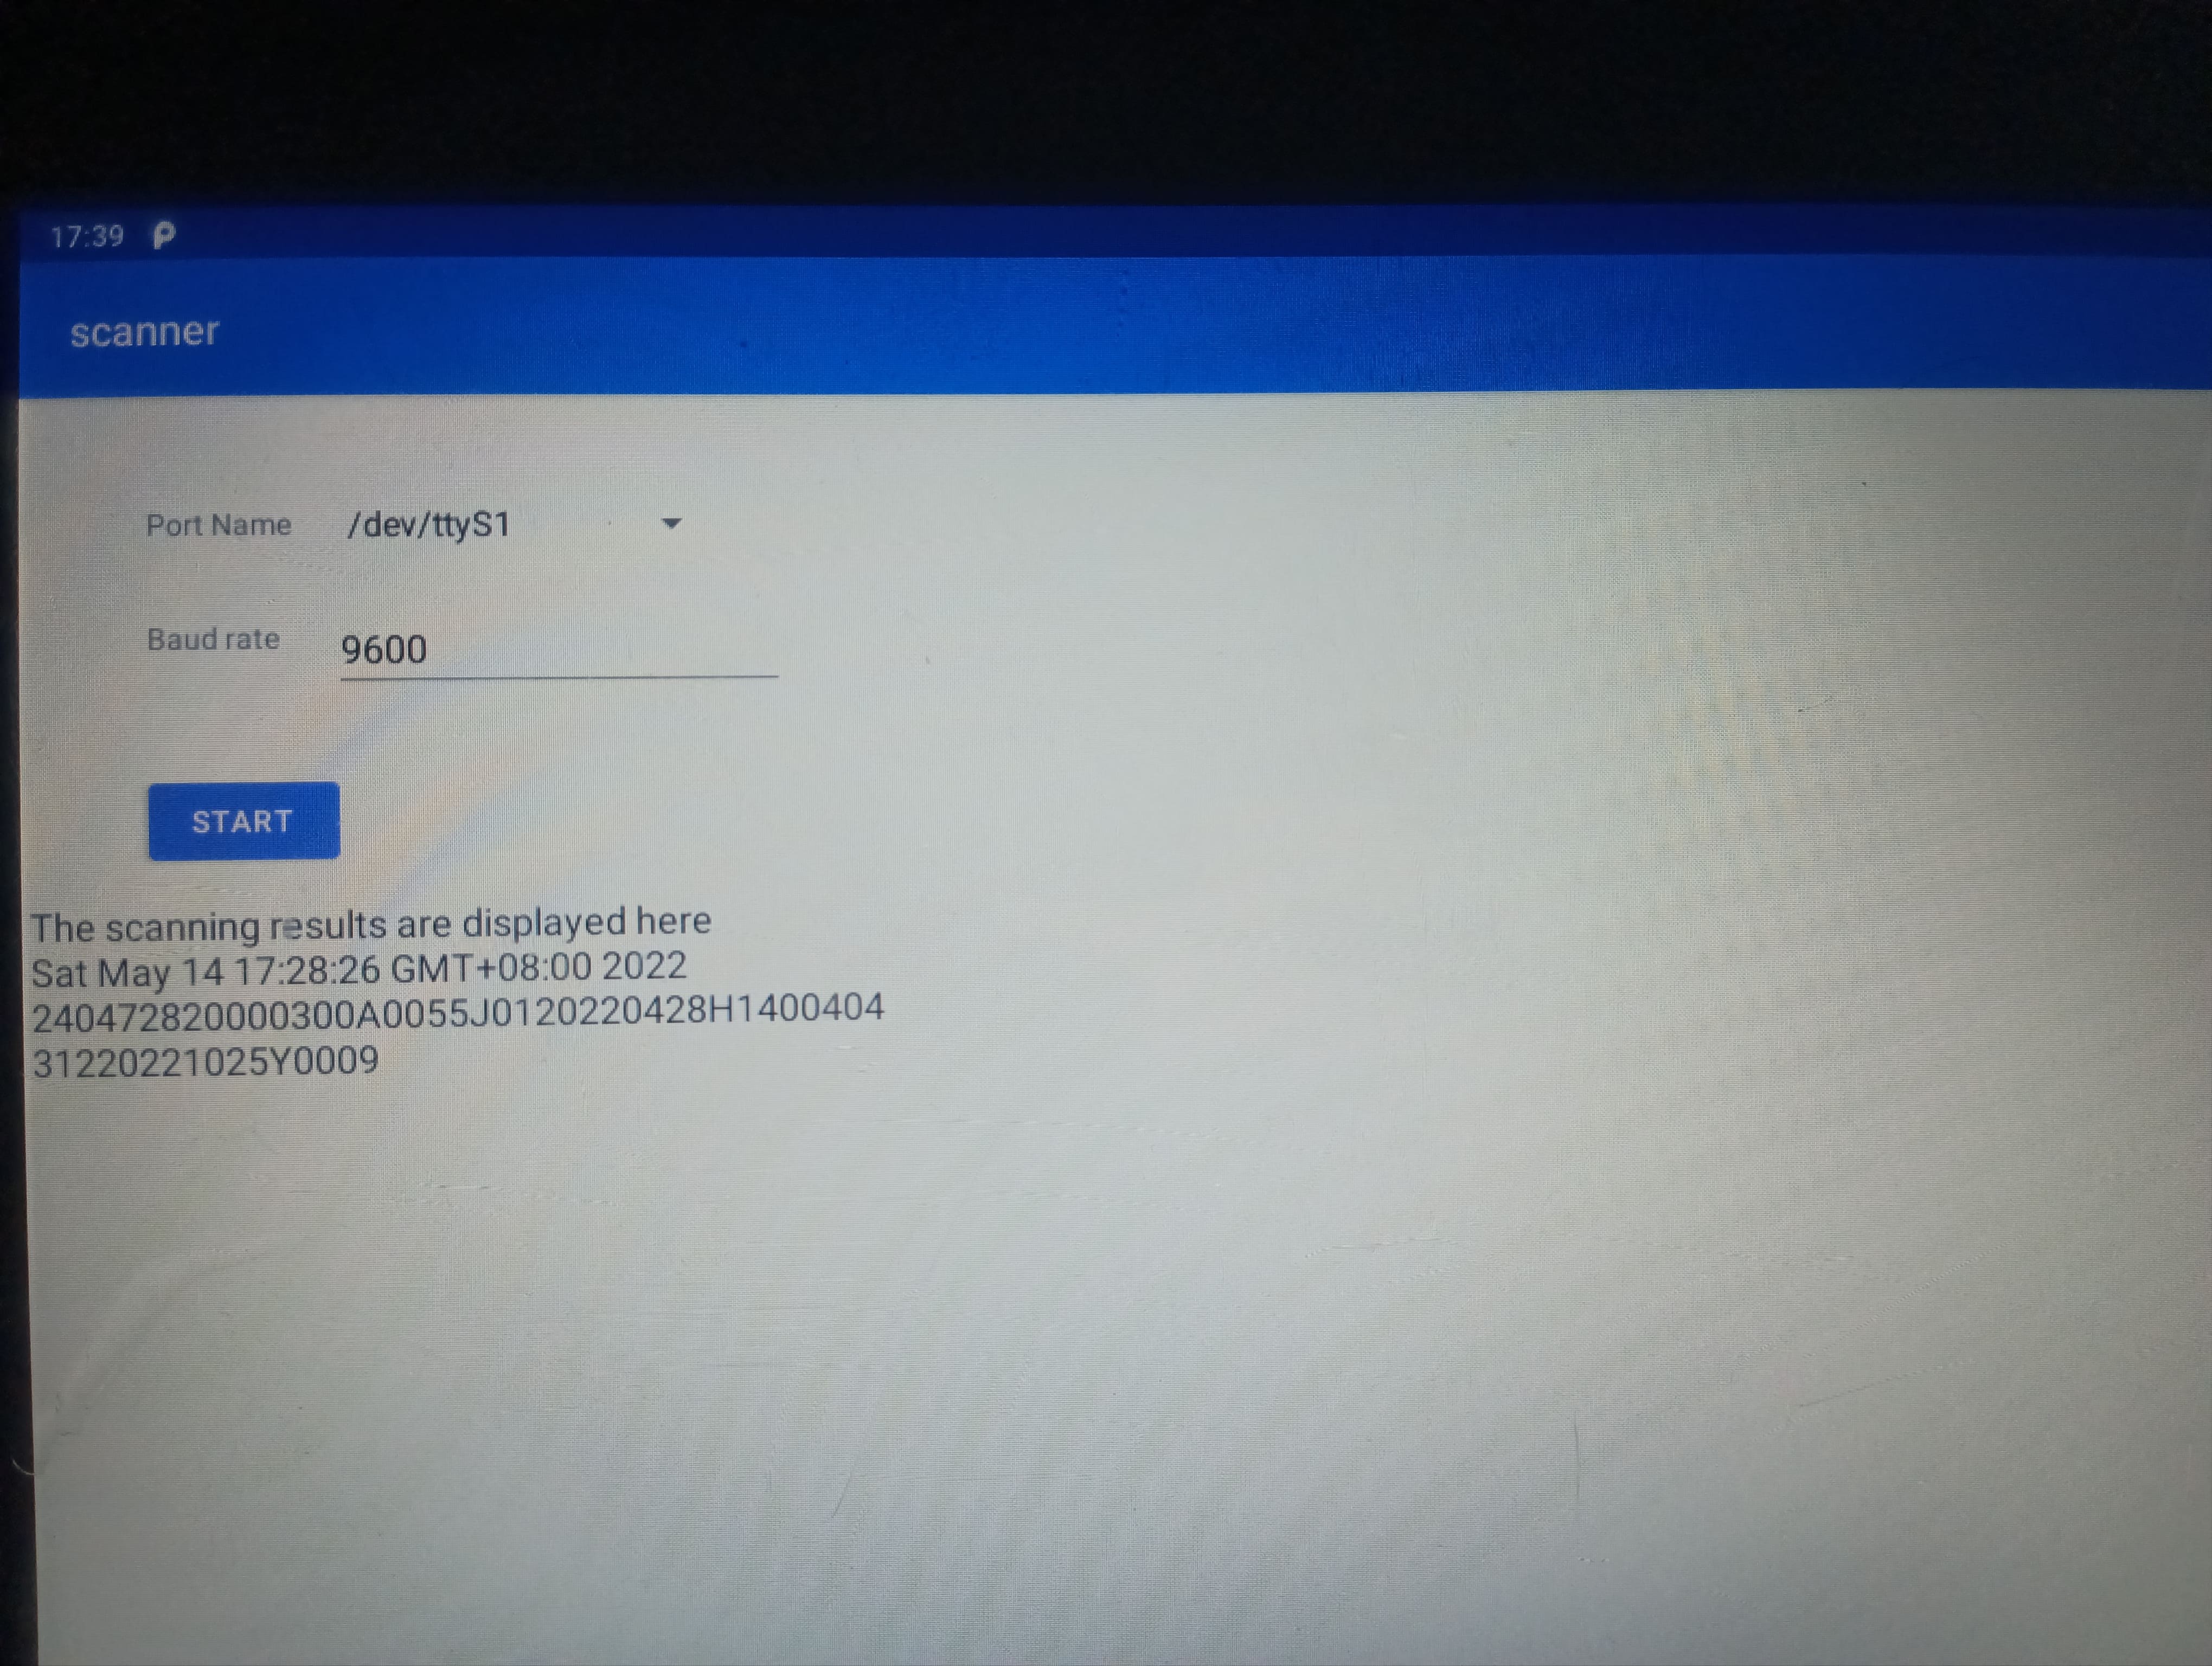 17:39
scanner
Port Name /dev/ttyS1
Baud rate 9600
START
The scanning results are displayed here
Sat May 14 17:28:26 GMT+08:00 2022
240472820000300A0055J0120220428H1400404
31220221025Y0009